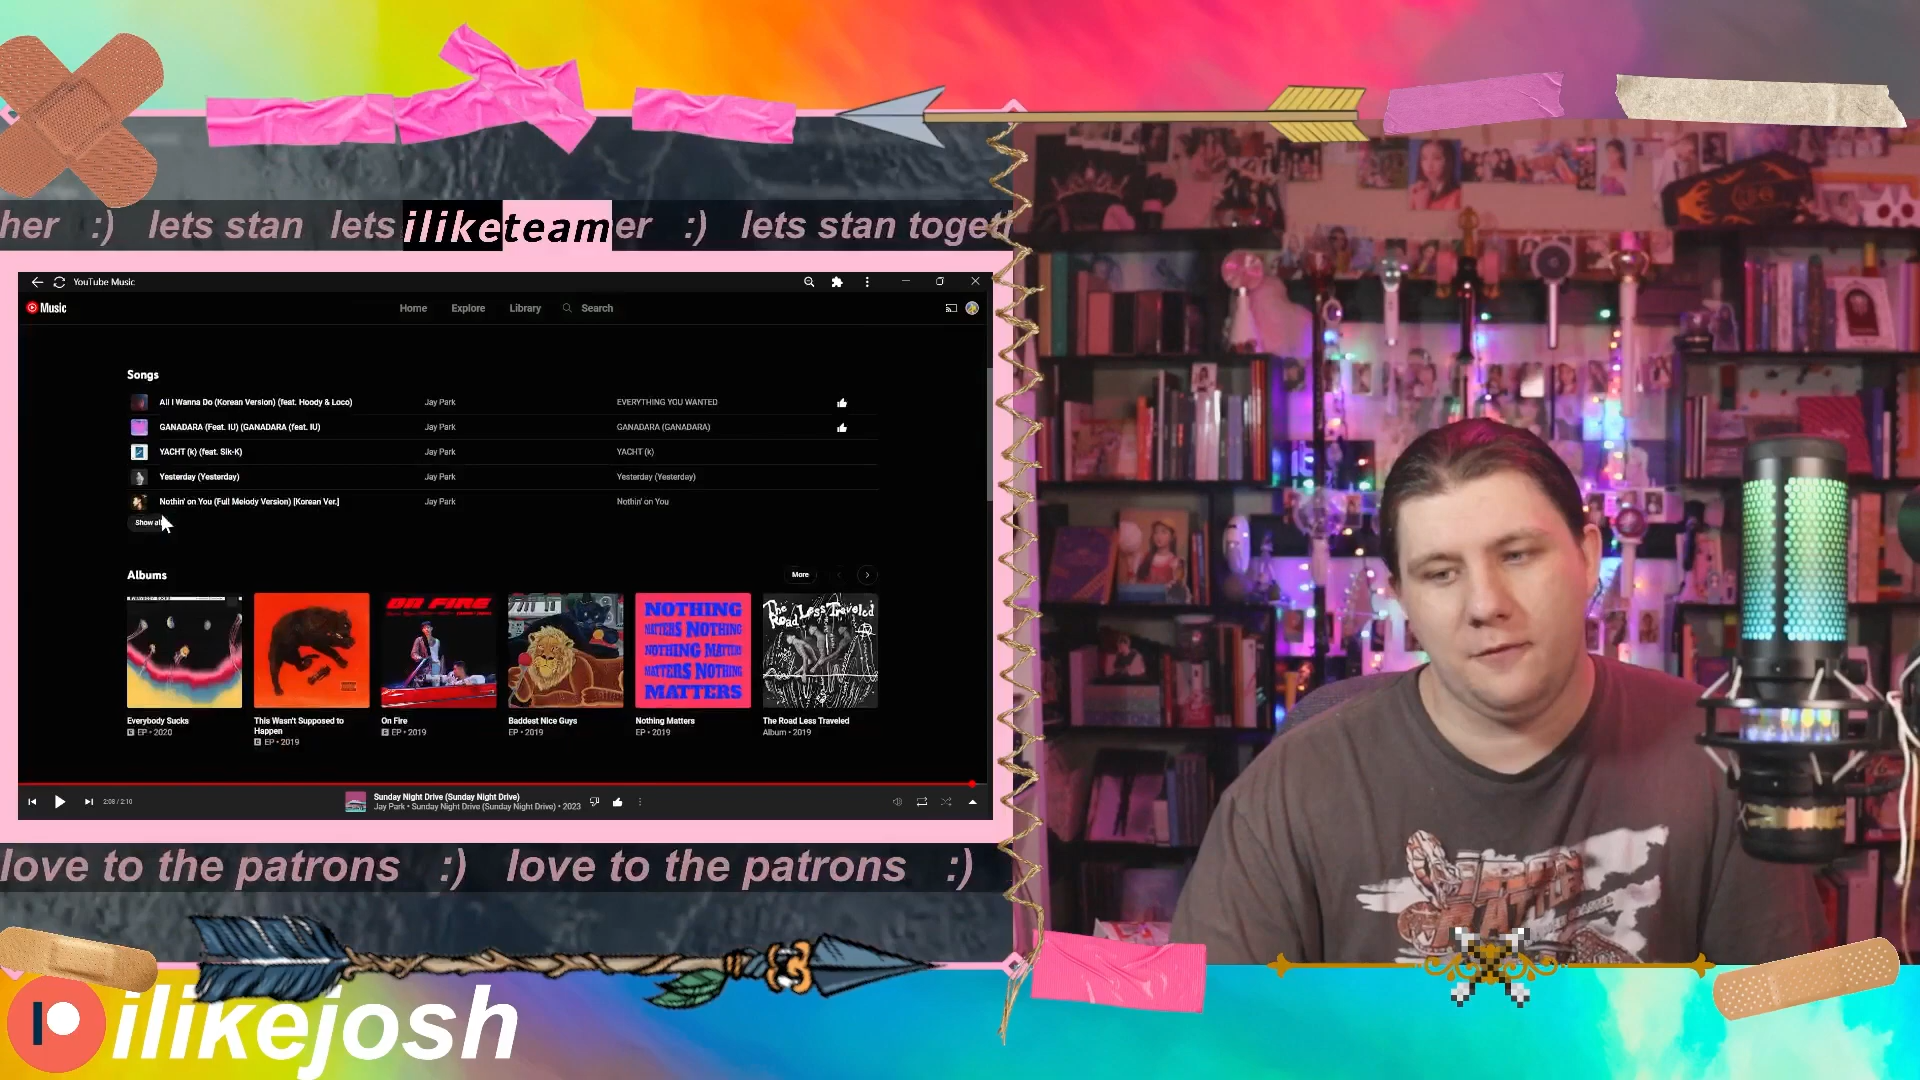 her :) lets stan lets iliketeamer :) lets stan toget
YouTube Music
Music Home Explore Library Search
Songs
All I Wanna Do (Korean Version) (feat. Hoody & Loco) Jay Park EVERYTHING YOU WANTED
GANADARA (Feat. IU) (GANADARA (feat. IU) Jay Park GANADARA (GANADARA)
YACHT (k) (feat. Sik-K) Jay Park YACHT (k)
Yesterday (Yesterday) Jay Park Yesterday (Yesterday)
Nothin' on You (Full Melody Version) [Korean Ver.] Jay Park Nothin' on You
Show all
Albums More
ON FIRE
NOTHING
MATTERS NOTHING
NOTHING MATTERS
MATTERS NOTHING
MATTERS
The Road Less Traveled
Everybody Sucks This Wasn't Supposed to Happen On Fire Baddest Nice Guys Nothing Matters The Road Less Traveled
E EP • 2020 E EP • 2019 E EP • 2019 EP • 2019 EP • 2019 Album • 2019
2:08 / 2:10
Sunday Night Drive (Sunday Night Drive)
Jay Park • Sunday Night Drive (Sunday Night Drive) • 2023
love to the patrons :) love to the patrons :)
ilikejosh